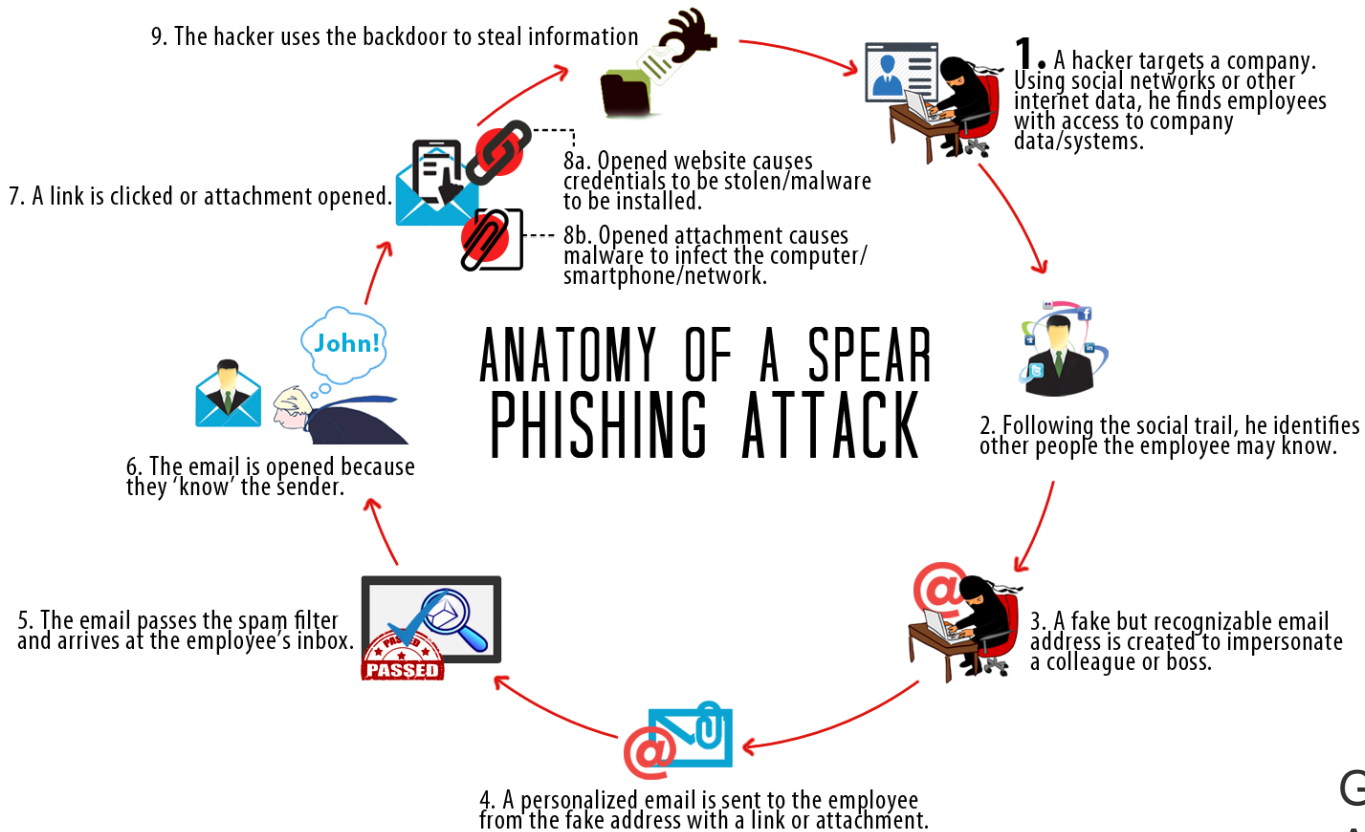 9. The hacker uses the backdoor to steal information
1. A hacker targets a company.
Using social networks or other
internet data, he finds employees
with access to company
data/systems.
8a. Opened website causes
credentials to be stolen/malware
to be installed.
7. A link is clicked or attachment opened.
8b. Opened attachment causes
malware to infect the computer/
smartphone/network.
John!
ANATOMY OF A SPEAR
PHISHING ATTACK
2. Following the social trail, he identifies
other people the employee may know.
6. The email is opened because
they ‘know’ the sender.
@
3. A fake but recognizable email
address is created to impersonate
a colleague or boss.
5. The email passes the spam filter
and arrives at the employee’s inbox.
PASSED
PASSED
@
4. A personalized email is sent to the employee
from the fake address with a link or attachment.
G